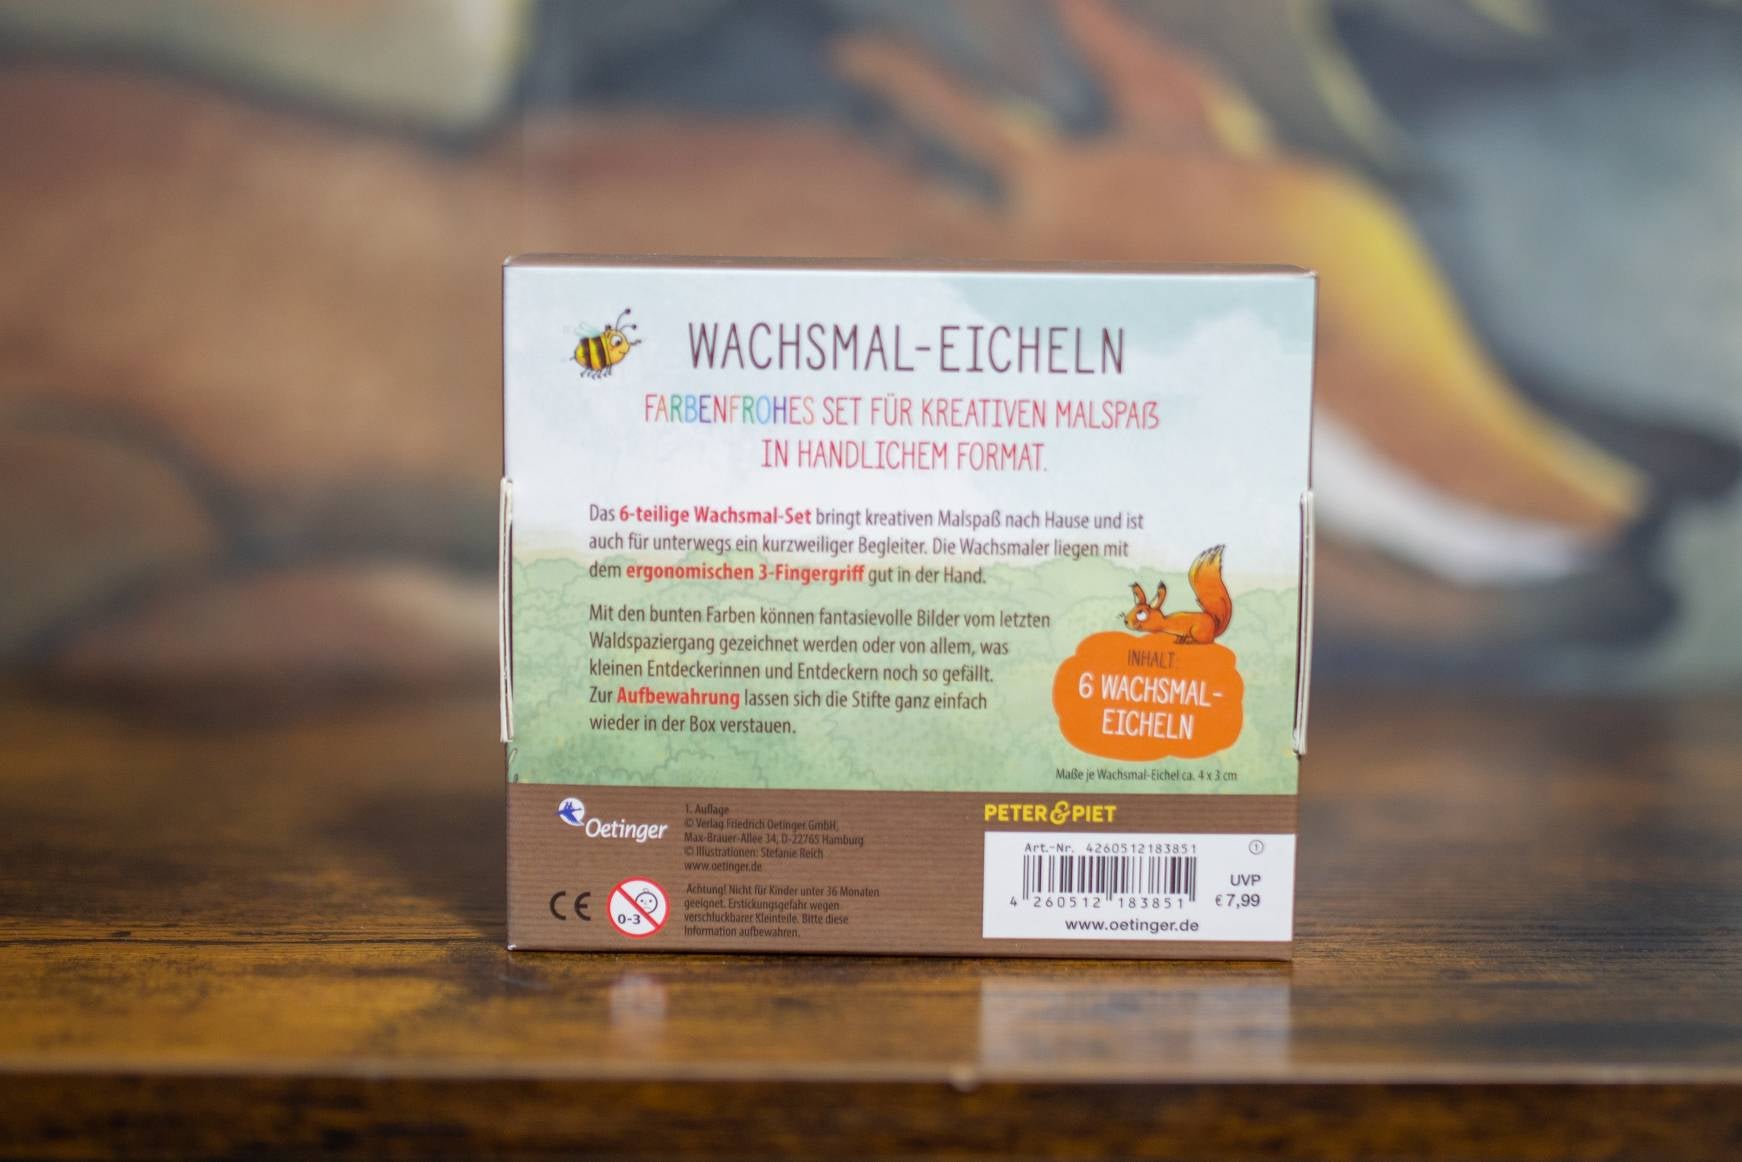 WACHSMAL-EICHELN
FARBENFROHES SET FÜR KREATIVEN MALSPAẞ
IN HANDLICHEM FORMAT.
Das 6-teilige Wachsmal-Set bringt kreativen Malspaß nach Hause und ist
auch für unterwegs ein kurzweiliger Begleiter. Die Wachsmaler liegen mit
dem ergonomischen 3-Fingergriff gut in der Hand.
Mit den bunten Farben können fantasievolle Bilder vom letzten
Waldspaziergang gezeichnet werden oder von allem, was
kleinen Entdeckerinnen und Entdeckern noch so gefällt.
Zur Aufbewahrung lassen sich die Stifte ganz einfach
wieder in der Box verstauen.
INHALT:
6 WACHSMAL-
EICHELN
Maße je Wachsmal-Eichel ca. 4 x 3 cm
Oetinger
1. Auflage
© Verlag Friedrich Oetinger GmbH,
Max-Brauer-Allee 34, D-22765 Hamburg
© Illustrationen: Stefanie Reich
www.oetinger.de
CE
0-3
Achtung! Nicht für Kinder unter 36 Monaten
geeignet. Erstickungsgefahr wegen
verschluckbarer Kleinteile. Bitte diese
Information aufbewahren.
PETER&PIET
Art.-Nr. 4260512183851
1
4 260512 183851
UVP
€ 7,99
www.oetinger.de